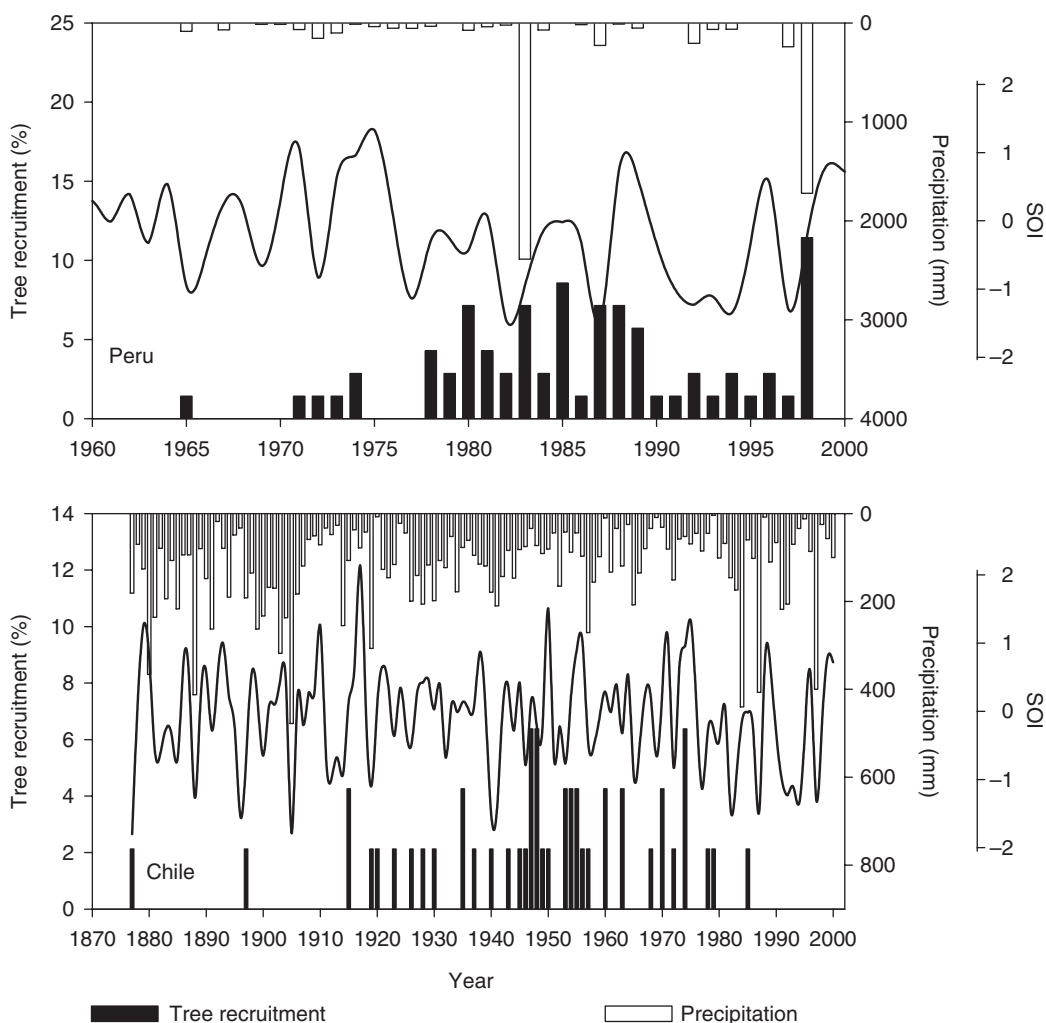 25
20
15
10
5
0
Tree recruitment (%)
0
1000
2000
3000
4000
Precipitation (mm)
2
1
0
−1
−2
SOI
Peru
1960 1965 1970 1975 1980 1985 1990 1995 2000
14
12
10
8
6
4
2
0
Tree recruitment (%)
0
200
400
600
800
Precipitation (mm)
2
1
0
−1
−2
SOI
Chile
1870 1880 1890 1900 1910 1920 1930 1940 1950 1960 1970 1980 1990 2000
Year
Tree recruitment
Precipitation